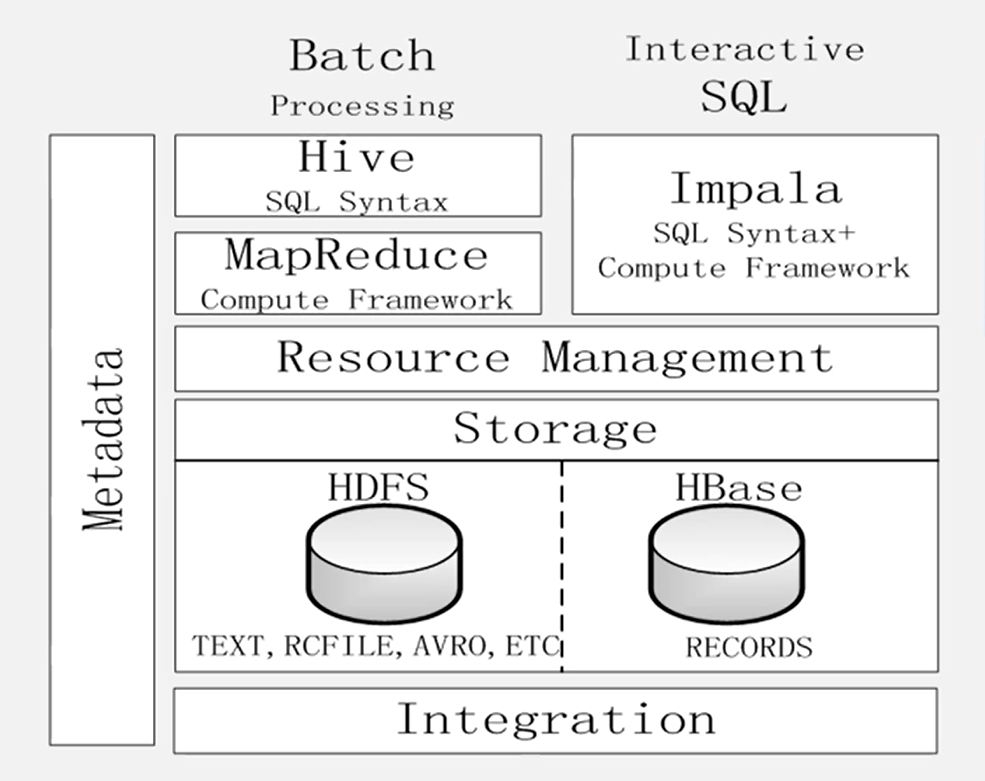 Batch
Processing
Interactive
SQL
Metadata
Hive
SQL Syntax
MapReduce
Compute Framework
Impala
SQL Syntax+
Compute Framework
Resource Management
Storage
HDFS
TEXT, RCFILE, AVRO, ETC
HBase
RECORDS
Integration